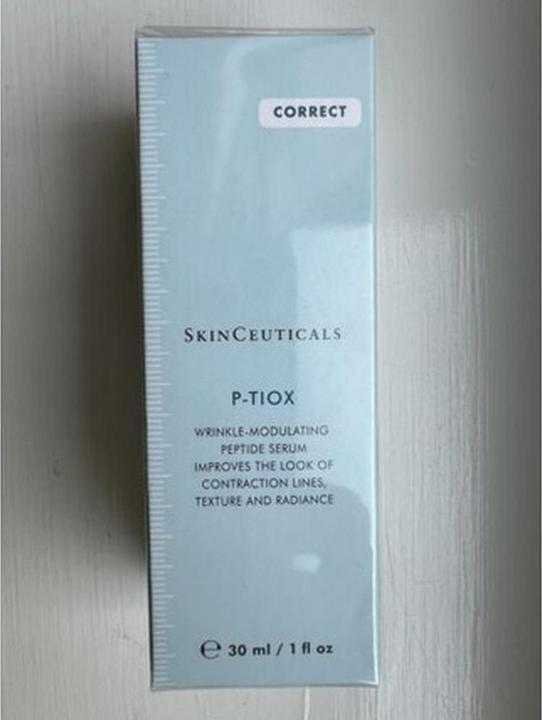 CORRECT
SKINCEUTICALS
P-TIOX
WRINKLE-MODULATING
PEPTIDE SERUM
IMPROVES THE LOOK OF
CONTRACTION LINES,
TEXTURE AND RADIANCE
℮ 30 ml / 1 fl oz